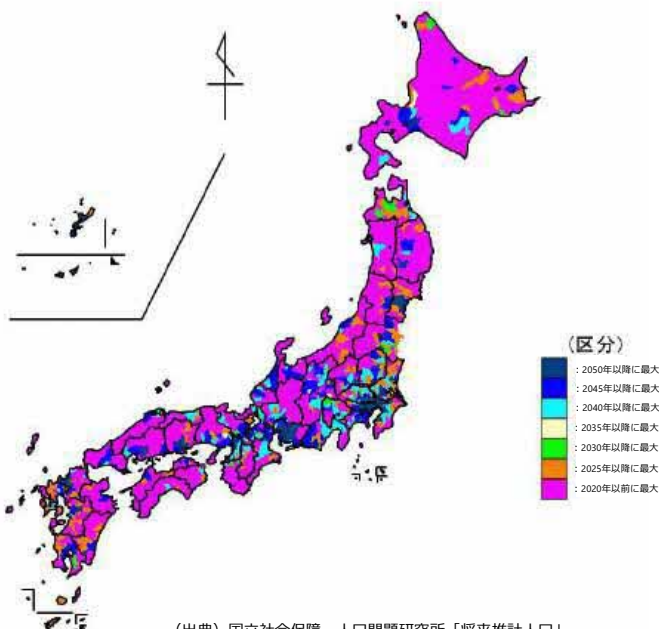 （区分）
：2050年以降に最大
：2045年以降に最大
：2040年以降に最大
：2035年以降に最大
：2030年以降に最大
：2025年以降に最大
：2020年以前に最大
（出典）国立社会保障・人口問題研究所「将来推計人口」